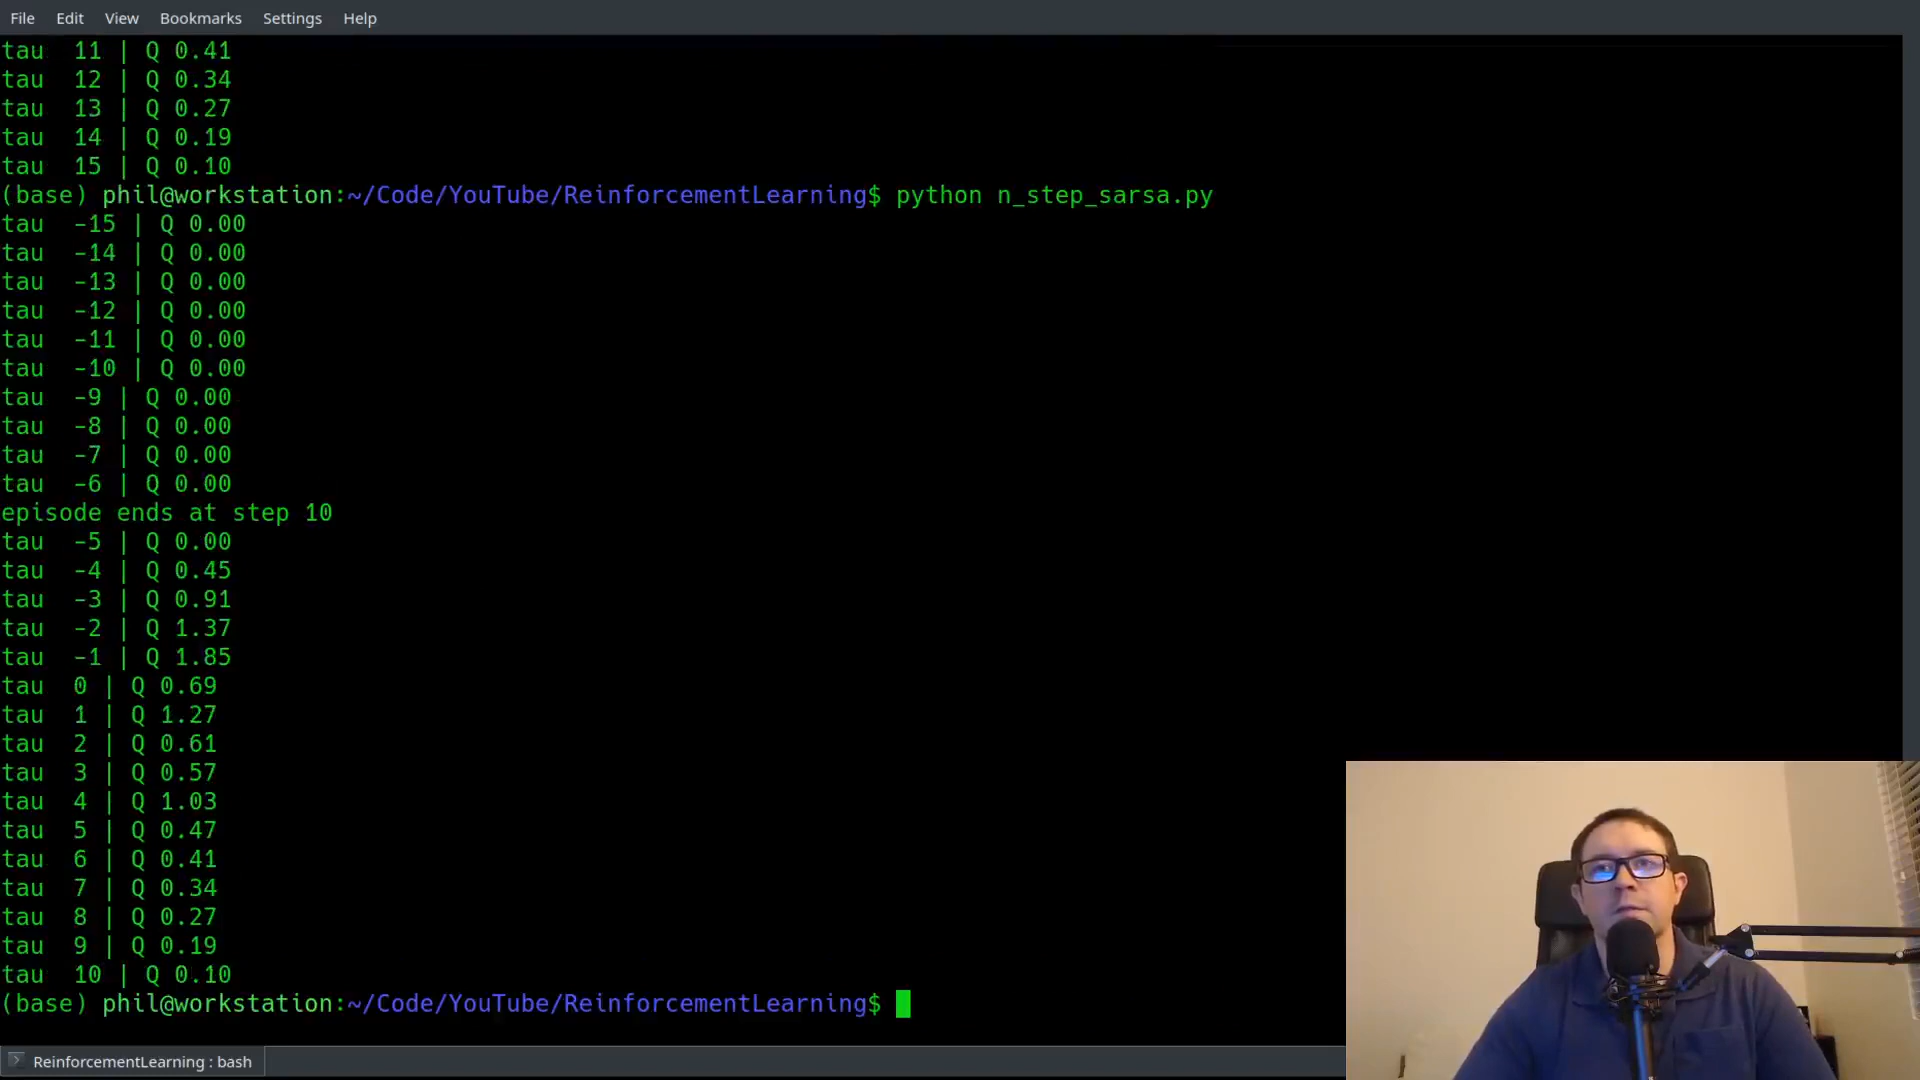 File Edit View Bookmarks Settings Help
tau  11 | Q 0.41
tau  12 | Q 0.34
tau  13 | Q 0.27
tau  14 | Q 0.19
tau  15 | Q 0.10
(base) phil@workstation:~/Code/YouTube/ReinforcementLearning$ python n_step_sarsa.py
tau  -15 | Q 0.00
tau  -14 | Q 0.00
tau  -13 | Q 0.00
tau  -12 | Q 0.00
tau  -11 | Q 0.00
tau  -10 | Q 0.00
tau  -9 | Q 0.00
tau  -8 | Q 0.00
tau  -7 | Q 0.00
tau  -6 | Q 0.00
episode ends at step 10
tau  -5 | Q 0.00
tau  -4 | Q 0.45
tau  -3 | Q 0.91
tau  -2 | Q 1.37
tau  -1 | Q 1.85
tau  0 | Q 0.69
tau  1 | Q 1.27
tau  2 | Q 0.61
tau  3 | Q 0.57
tau  4 | Q 1.03
tau  5 | Q 0.47
tau  6 | Q 0.41
tau  7 | Q 0.34
tau  8 | Q 0.27
tau  9 | Q 0.19
tau  10 | Q 0.10
(base) phil@workstation:~/Code/YouTube/ReinforcementLearning$
ReinforcementLearning : bash